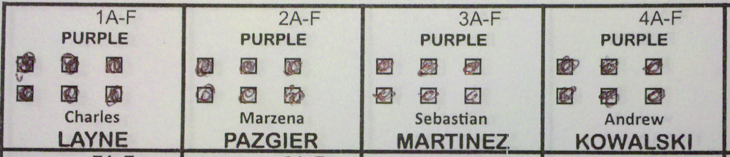 1A-F 2A-F 3A-F 4A-F
PURPLE PURPLE PURPLE PURPLE
Charles Marzena Sebastian Andrew
LAYNE PAZGIER MARTINEZ KOWALSKI